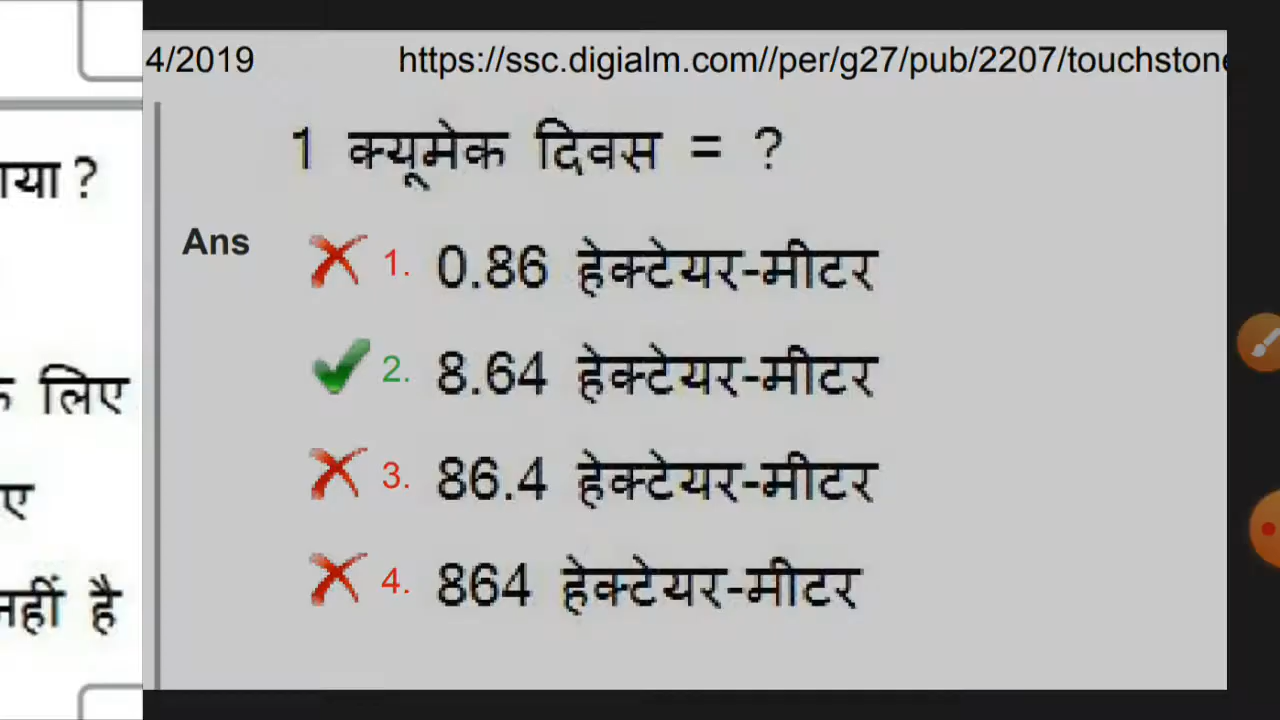 4/2019 https://ssc.digialm.com//per/g27/pub/2207/touchstone
1 क्यूमेक दिवस = ?
Ans
1. 0.86 हेक्टेयर-मीटर
2. 8.64 हेक्टेयर-मीटर
3. 86.4 हेक्टेयर-मीटर
4. 864 हेक्टेयर-मीटर
?
लिए
नहीं है